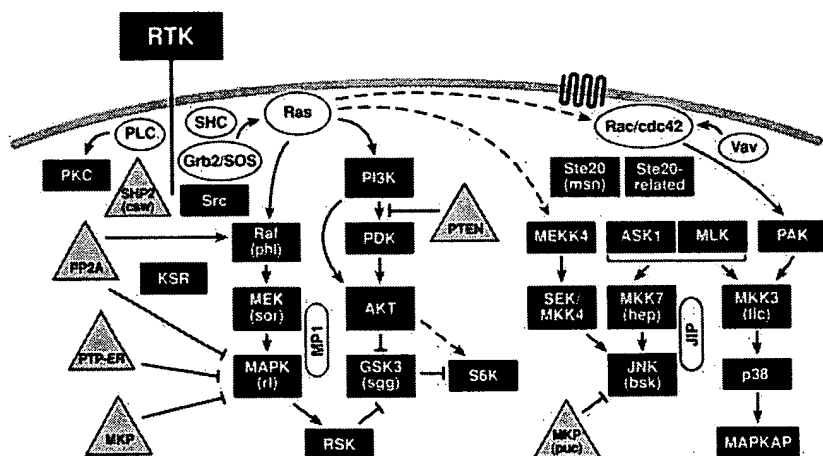 RTK
Ras
SHC
PLC
Rac/cdc42
Vav
Grb2/SOS
PKC
SHP2
(csw)
Src
PI3K
Ste20
(msn)
Ste20-
related
Raf
(phl)
PTEN
PDK
MEKK4
ASK1
MLK
PAK
PP2A
KSR
MEK
(sor)
MP1
AKT
SEK/
MKK4
MKK7
(hep)
JIP
MKK3
(lic)
PTP-ER
MAPK
(rl)
GSK3
(sgg)
S6K
JNK
(bsk)
p38
MKP
RSK
MKP
(puc)
MAPKAP